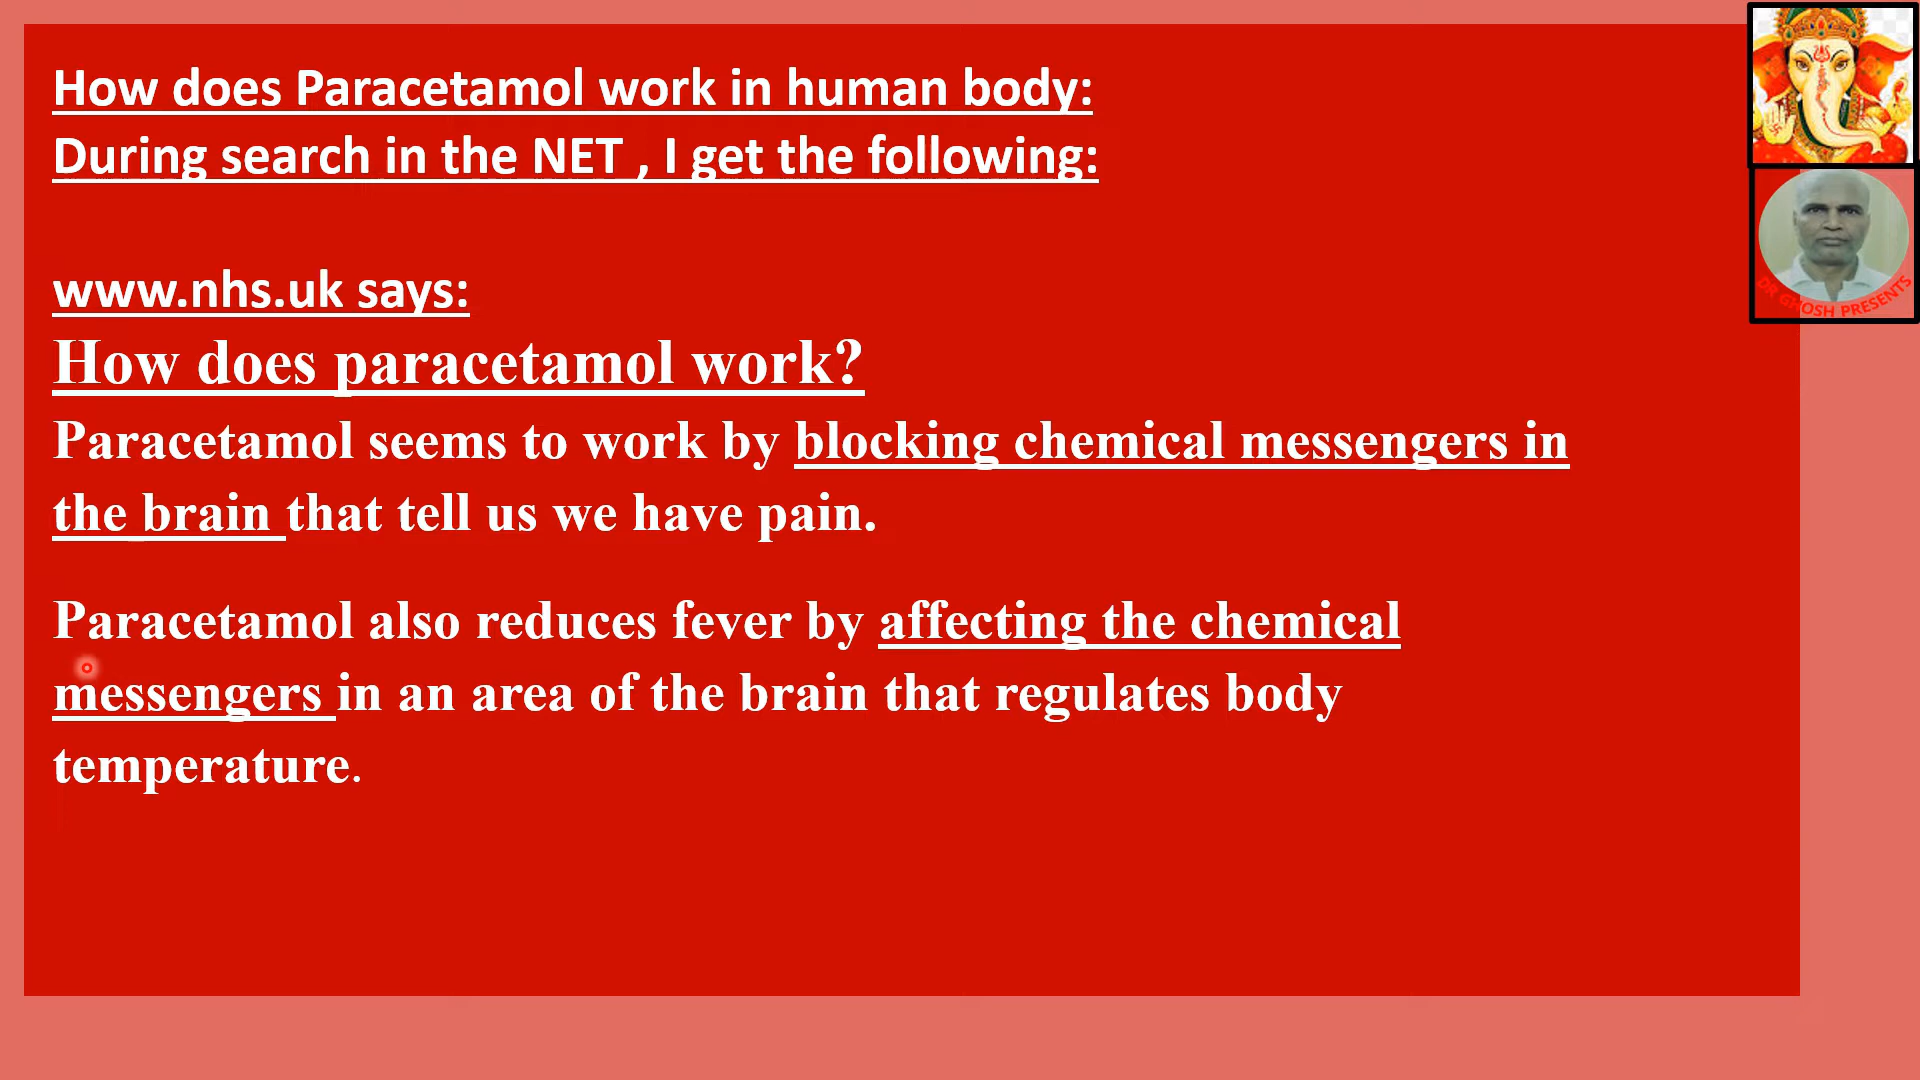 How does Paracetamol work in human body:
During search in the NET , I get the following:
www.nhs.uk says:
How does paracetamol work?
Paracetamol seems to work by blocking chemical messengers in
the brain that tell us we have pain.
Paracetamol also reduces fever by affecting the chemical
messengers in an area of the brain that regulates body
temperature.
DR GHOSH PRESENTS